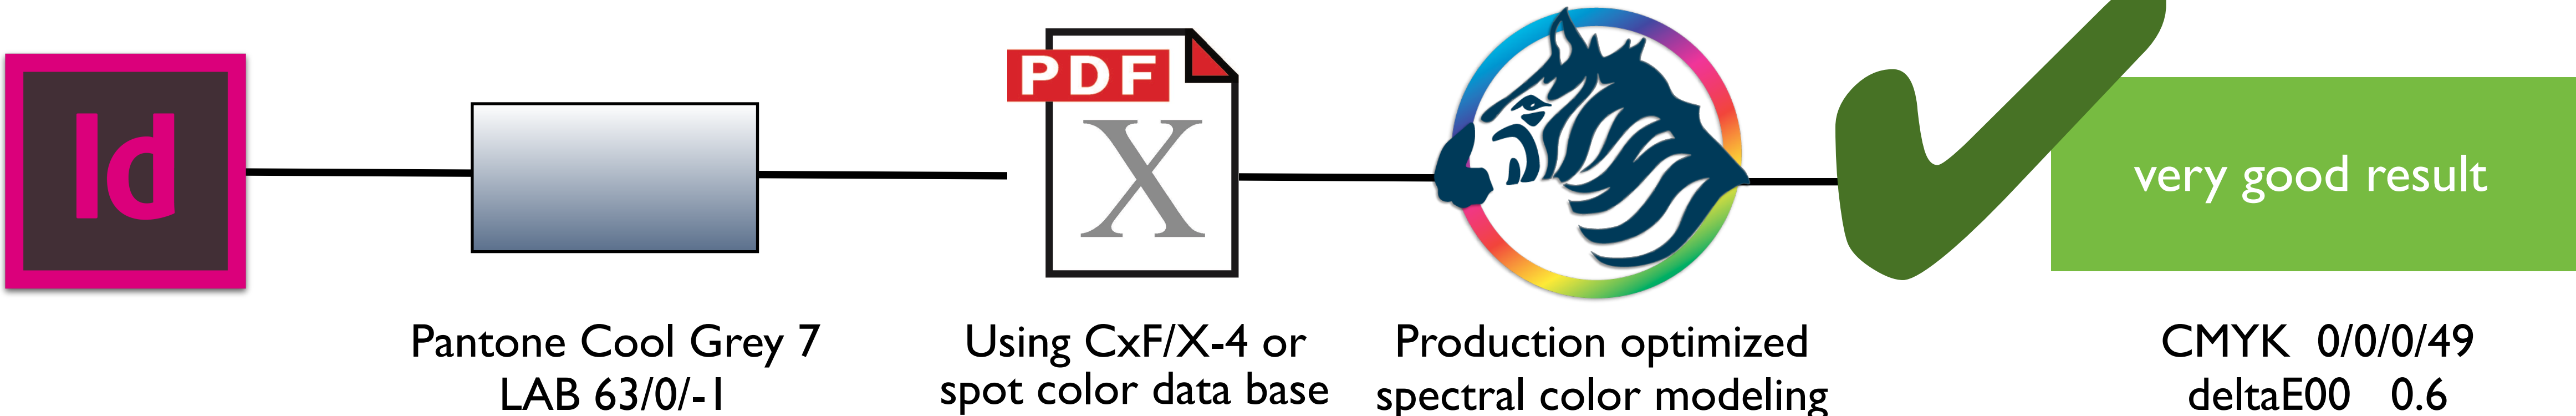 Id
PDF
X
very good result
Pantone Cool Grey 7
LAB 63/0/-1
Using CxF/X-4 or
spot color data base
Production optimized
spectral color modeling
CMYK 0/0/0/49
deltaE00 0.6